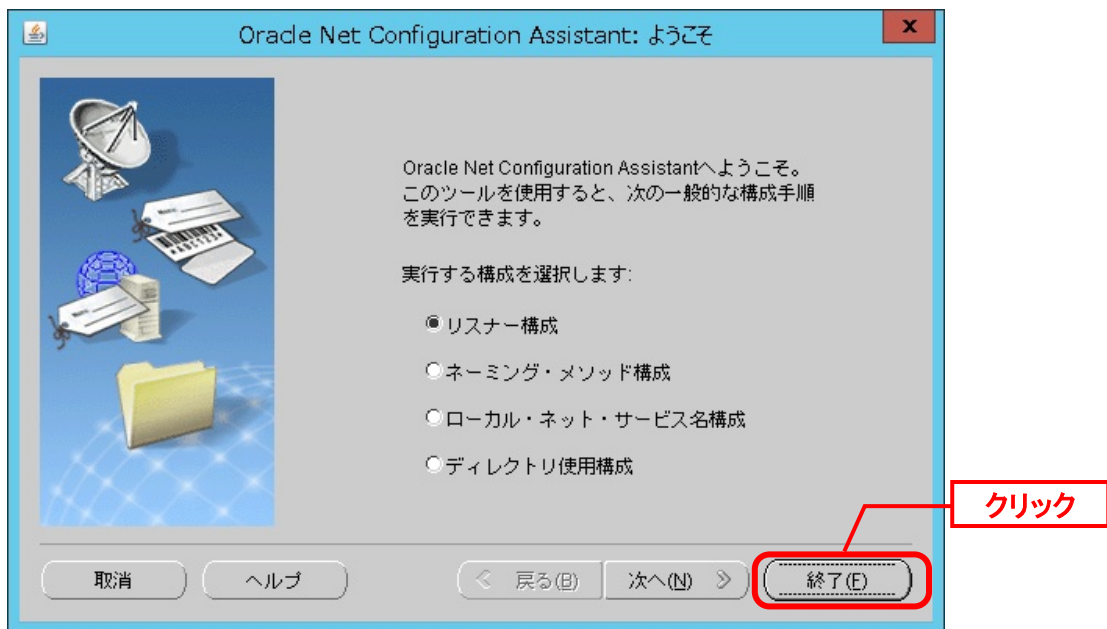 Oracle Net Configuration Assistant: ようこそ
x
Oracle Net Configuration Assistantへようこそ。
このツールを使用すると、次の一般的な構成手順
を実行できます。
実行する構成を選択します:
リスナー構成
ネーミング・メソッド構成
ローカル・ネット・サービス名構成
ディレクトリ使用構成
クリック
取消
ヘルプ
戻る(B)
次へ(N)
終了(F)